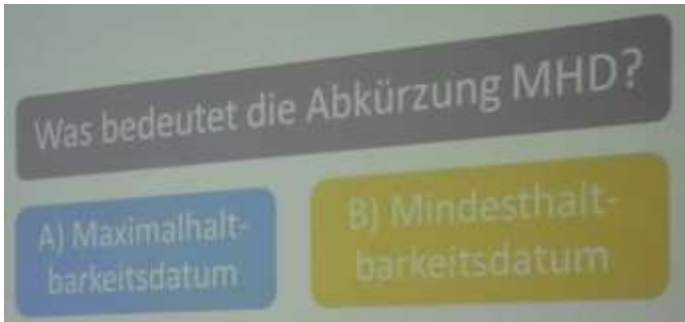 Was bedeutet die Abkürzung MHD?
A) Maximalhalt-
barkeitsdatum
B) Mindesthalt-
barkeitsdatum